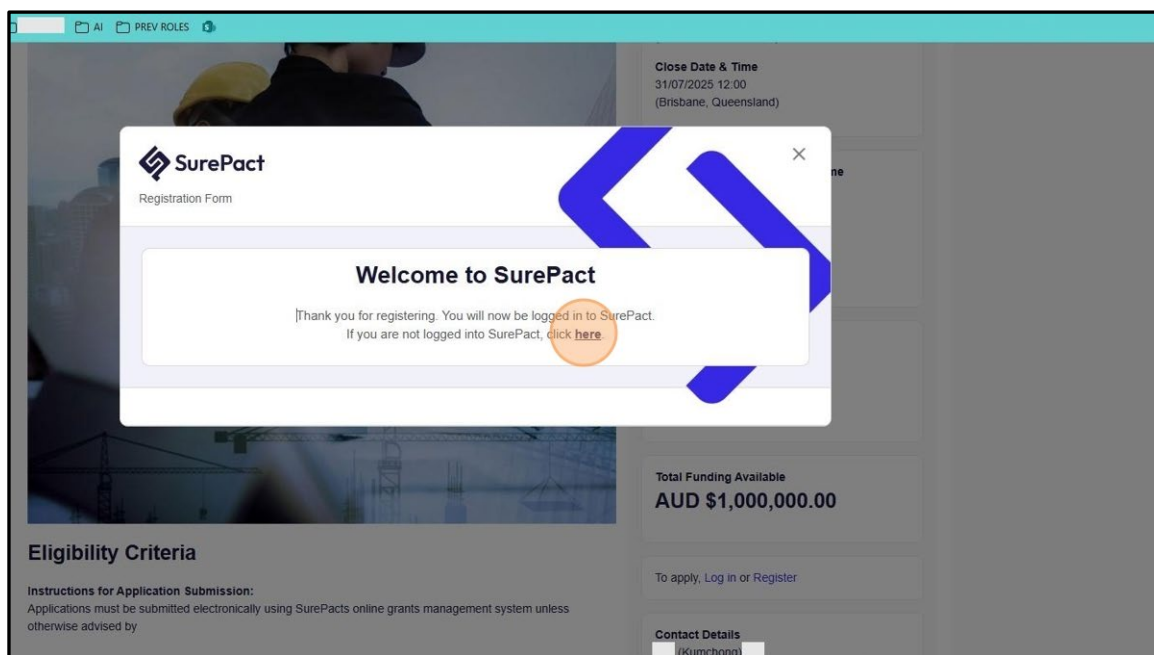 AI PREV ROLES
Close Date & Time
31/07/2025 12:00
(Brisbane, Queensland)
SurePact
Registration Form
Welcome to SurePact
Thank you for registering. You will now be logged in to SurePact.
If you are not logged into SurePact, click here.
Total Funding Available
AUD $1,000,000.00
Eligibility Criteria
Instructions for Application Submission:
Applications must be submitted electronically using SurePacts online grants management system unless
otherwise advised by
To apply, Log in or Register
Contact Details
(Kumchong)